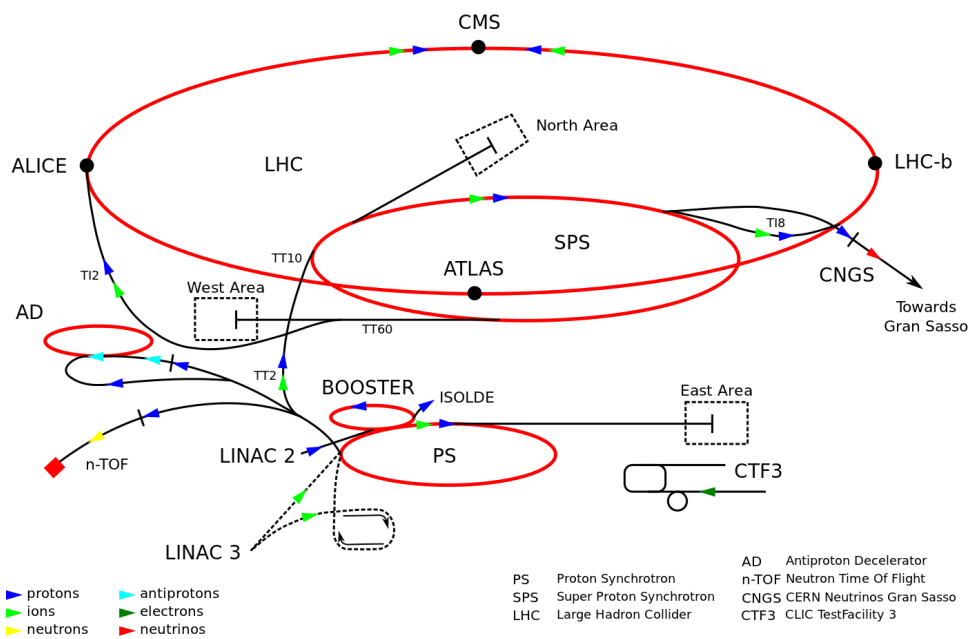 CMS
North Area
ALICE
LHC
LHC-b
TI8
SPS
TT10
ATLAS
CNGS
TI2
West Area
Towards
Gran Sasso
AD
TT60
TT2
BOOSTER
ISOLDE
East Area
LINAC 2
PS
n-TOF
CTF3
LINAC 3
protons
ions
neutrons
antiprotons
electrons
neutrinos
PS Proton Synchrotron
SPS Super Proton Synchrotron
LHC Large Hadron Collider
AD Antiproton Decelerator
n-TOF Neutron Time Of Flight
CNGS CERN Neutrinos Gran Sasso
CTF3 CLIC TestFacility 3